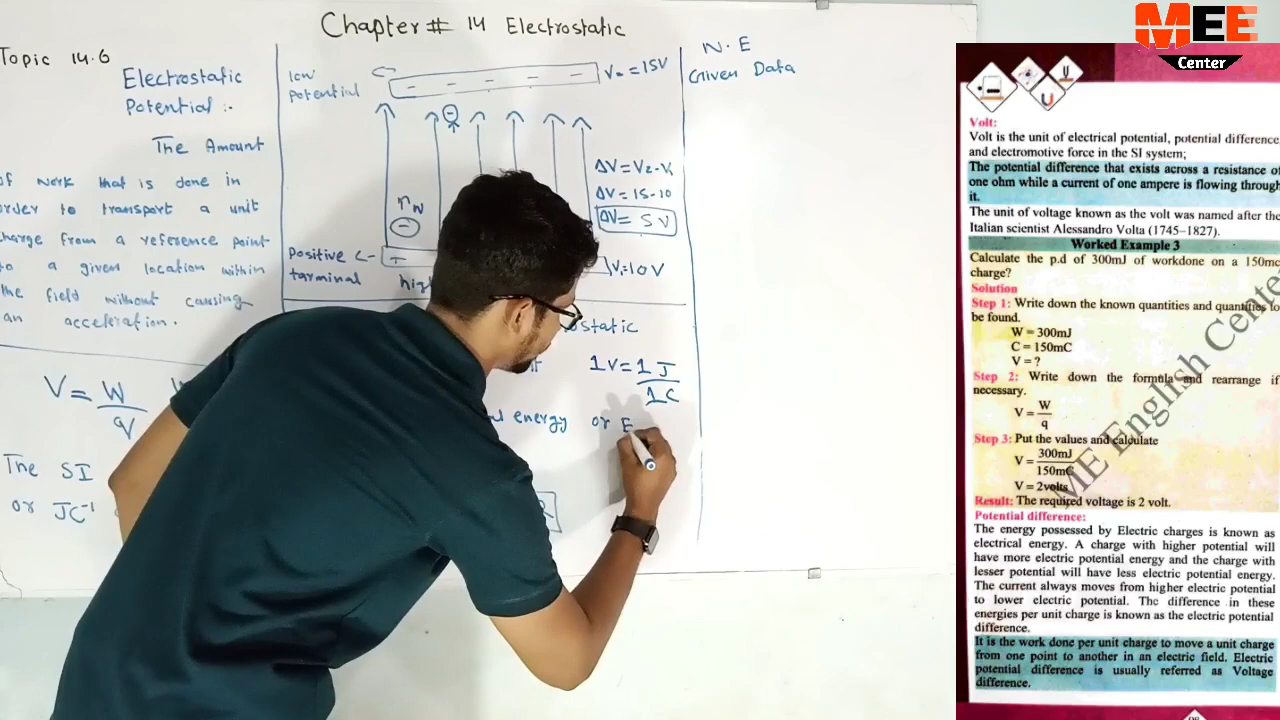 Chapter # 14 Electrostatic
Topic 14.6
Electrostatic
Potential :-
The Amount
of work that is done in
order to transport a unit
charge from a reference point
to a given location within
the field without causing
an acceleration.
V = W
q
The SI
or JC⁻¹
low
potential
V₂ = 15V
ΔV = V₂ - V₁
ΔV = 15 - 10
ΔV = 5V
Positive
terminal
V₁ = 10V
1V = 1 J
1C
energy or E
N.E
Given Data
MEE
Center
Volt:
Volt is the unit of electrical potential, potential difference
and electromotive force in the SI system;
The potential difference that exists across a resistance of
one ohm while a current of one ampere is flowing through
it.
The unit of voltage known as the volt was named after the
Italian scientist Alessandro Volta (1745–1827).
Worked Example 3
Calculate the p.d of 300mJ of workdone on a 150mc
charge?
Solution
Step 1: Write down the known quantities and quantities to
be found.
W = 300mJ
C = 150mC
V = ?
Step 2: Write down the formula and rearrange if
necessary.
V = W
q
Step 3: Put the values and calculate
V = 300mJ
150mC
V = 2volts
Result: The required voltage is 2 volt.
Potential difference:
The energy possessed by Electric charges is known as
electrical energy. A charge with higher potential will
have more electric potential energy and the charge with
lesser potential will have less electric potential energy.
The current always moves from higher electric potential
to lower electric potential. The difference in these
energies per unit charge is known as the electric potential
difference.
It is the work done per unit charge to move a unit charge
from one point to another in an electric field. Electric
potential difference is usually referred as Voltage
difference.
ME English Center